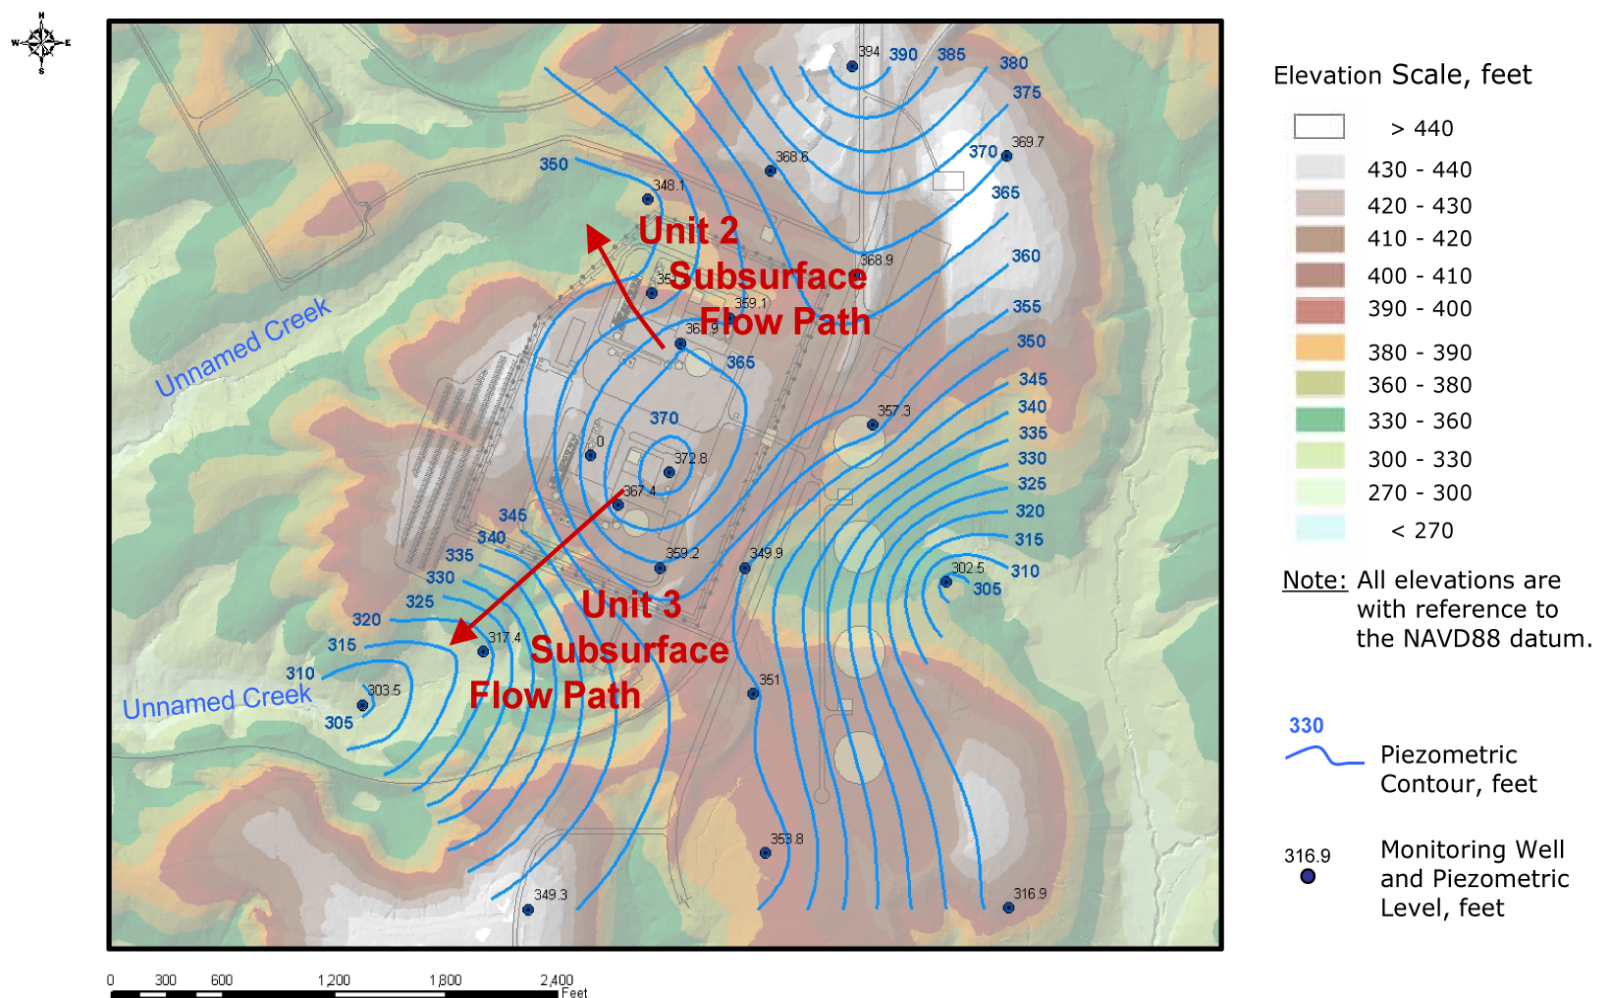 N
W E
S
394
390
385
380
375
369.7
370
368.6
365
350
348.1
Unit 2
Subsurface
Flow Path
368.9
360
359.1
355
350
365
345
340
370
357.3
335
0
330
372.8
325
367.4
320
345
340
315
335
359.2
349.9
302.5
310
330
305
325
Unit 3
Subsurface
Flow Path
320
317.4
315
310
351
303.5
305
Unnamed Creek
Unnamed Creek
353.8
349.3
316.9
0 300 600 1,200 1,800 2,400
Feet
Elevation Scale, feet
> 440
430 - 440
420 - 430
410 - 420
400 - 410
390 - 400
380 - 390
360 - 380
330 - 360
300 - 330
270 - 300
< 270
Note: All elevations are
with reference to
the NAVD88 datum.
330
Piezometric
Contour, feet
316.9
Monitoring Well
and Piezometric
Level, feet